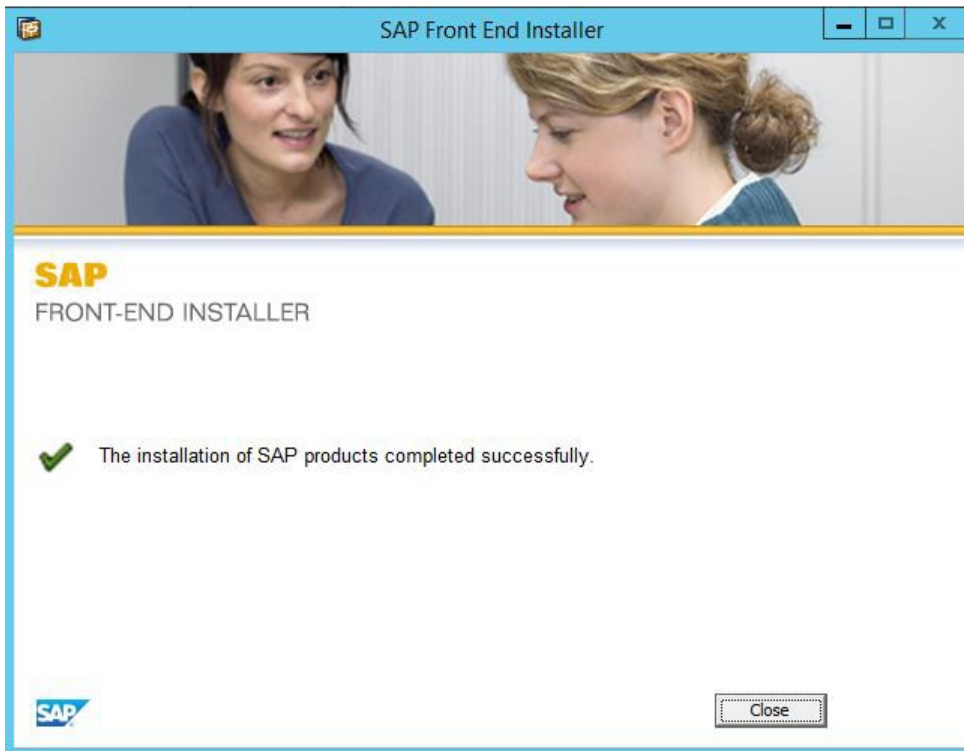 SAP Front End Installer
SAP
FRONT-END INSTALLER
The installation of SAP products completed successfully.
SAP
Close